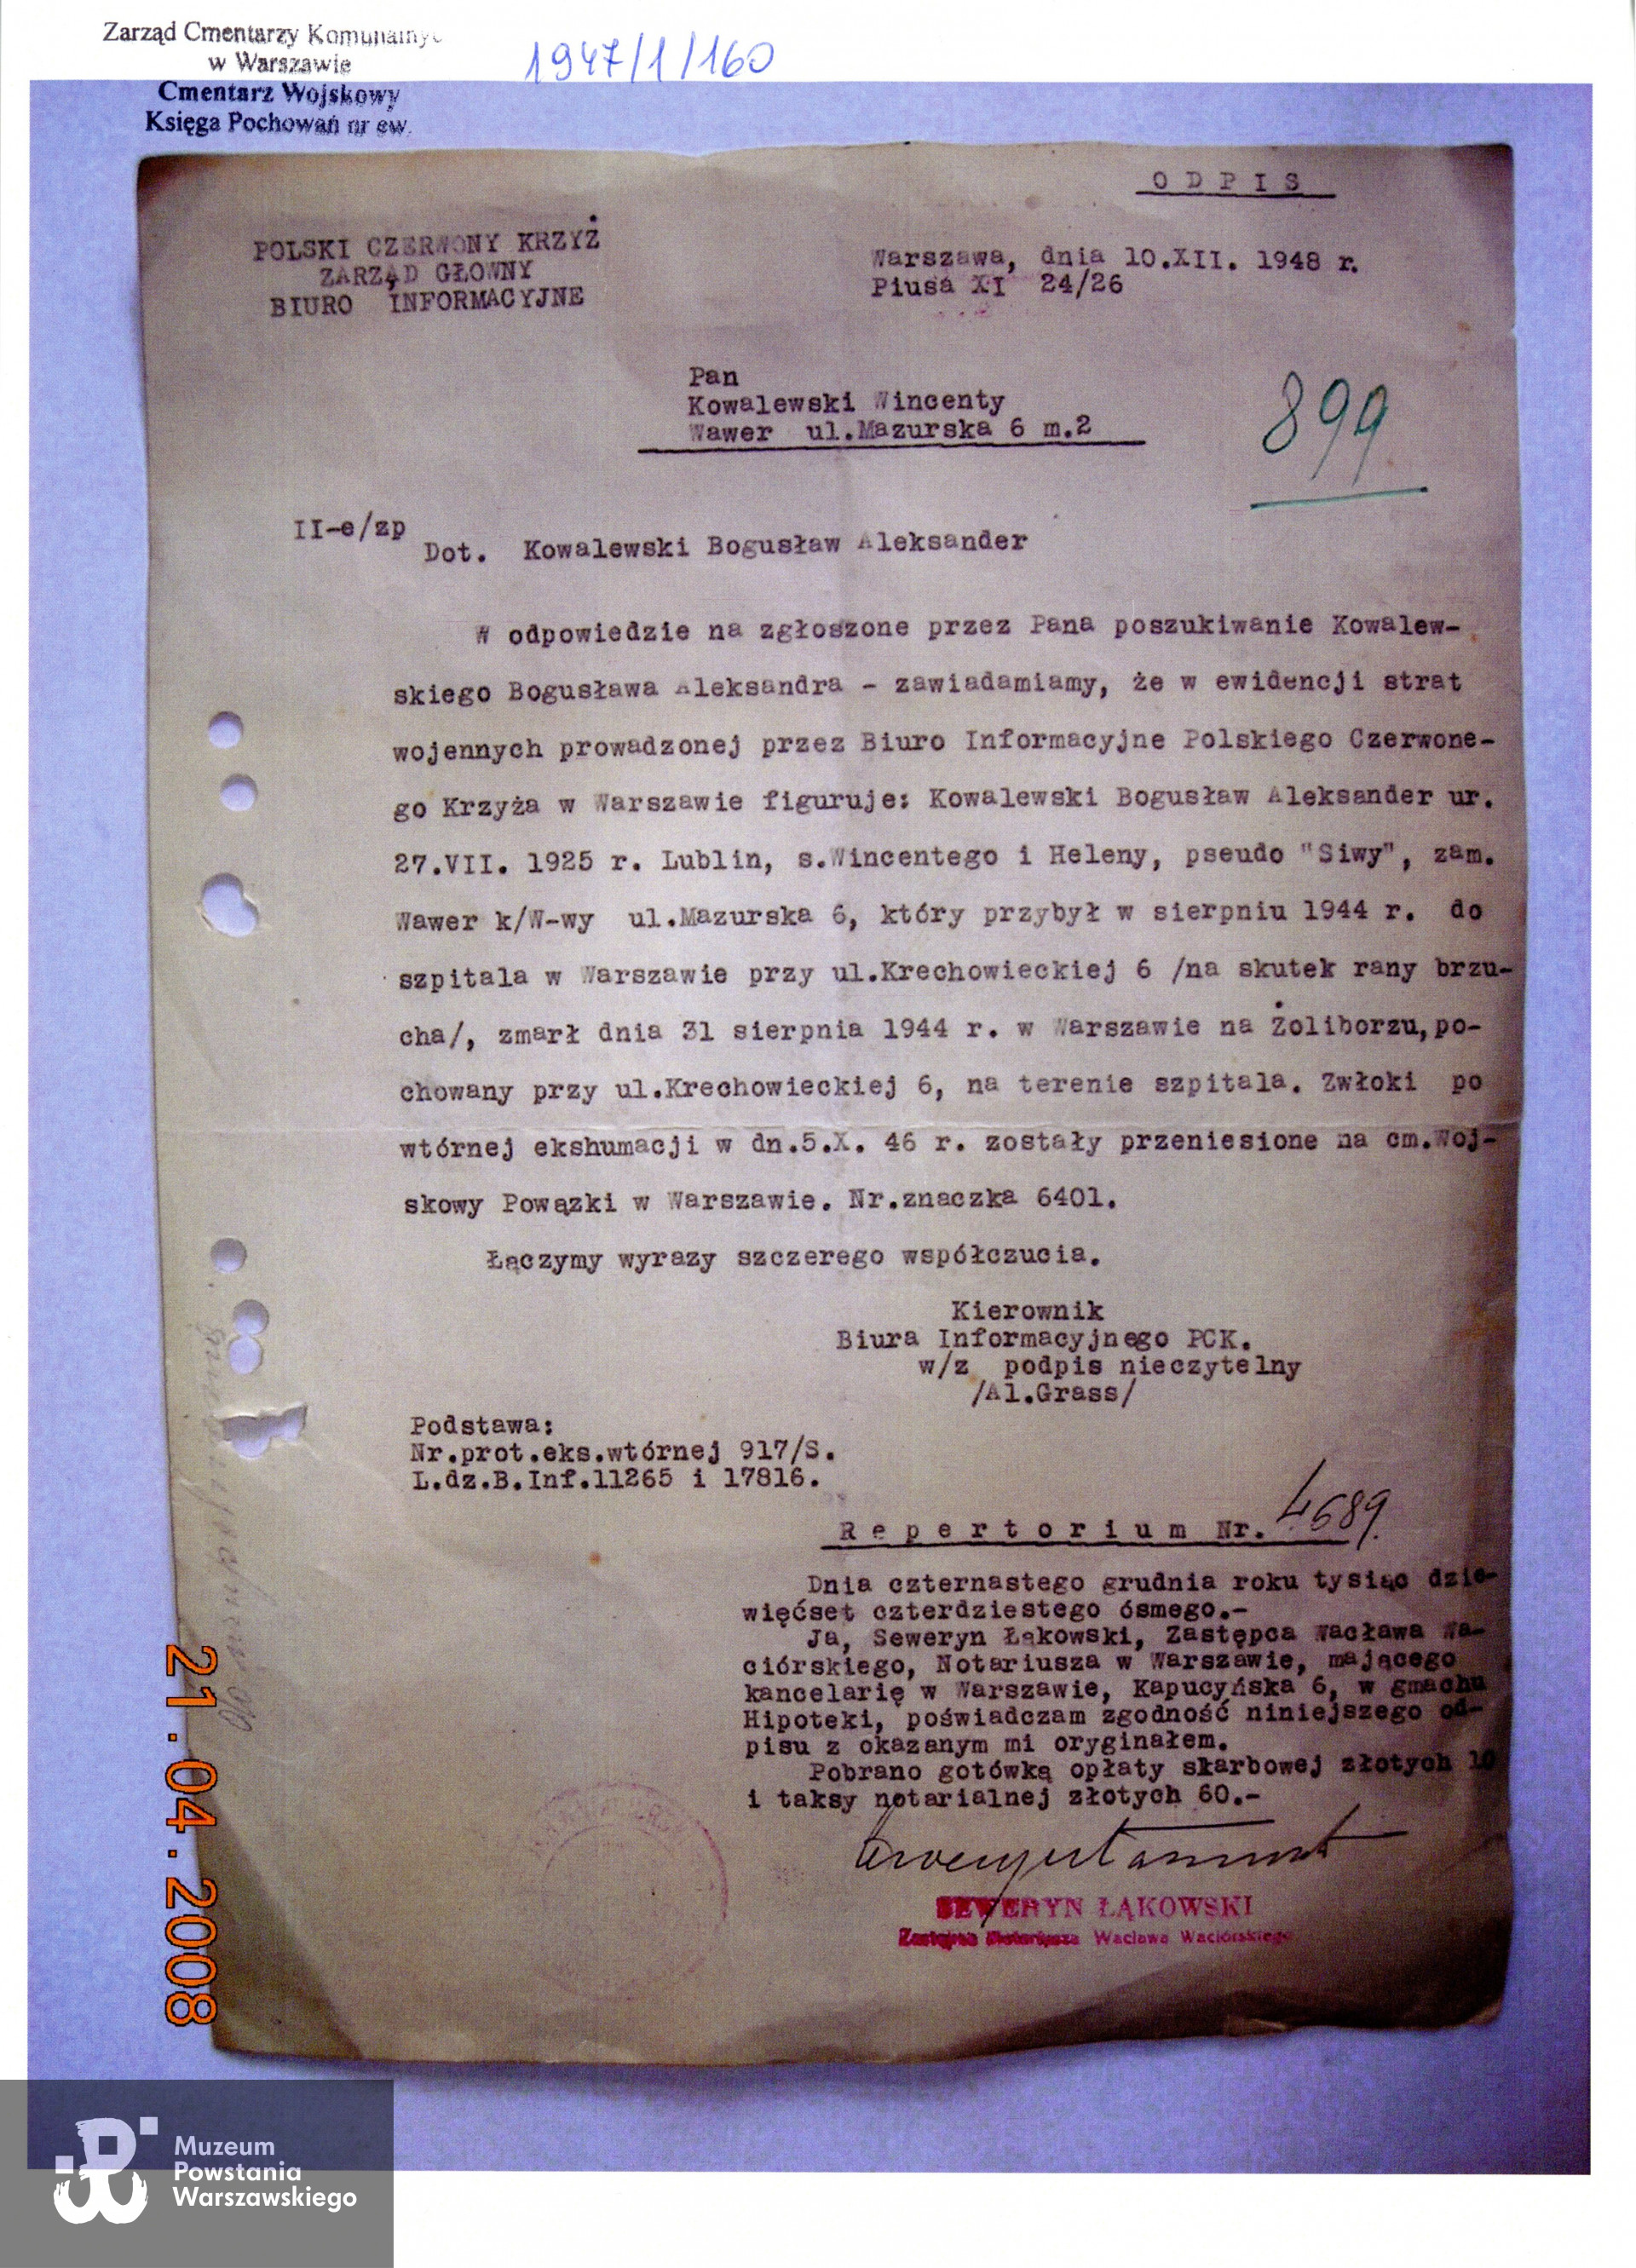 Zarząd Cmentarzy Komunalnyc
w Warszawie
Cmentarz Wojskowy
Księga Pochowań nr ew.
1947/1/160
O D P I S
POLSKI CZERWONY KRZYŻ
ZARZĄD GŁOWNY
BIURO INFORMACYJNE
Warszawa, dnia 10.XII. 1948 r.
Piusa XI 24/26
Pan
Kowalewski Wincenty
Wawer ul.Mazurska 6 m.2
899
II-e/zp
Dot. Kowalewski Bogusław Aleksander
W odpowiedzie na zgłoszone przez Pana poszukiwanie Kowalew-
skiego Bogusława Aleksandra - zawiadamiamy, że w ewidencji strat
wojennych prowadzonej przez Biuro Informacyjne Polskiego Czerwone-
go Krzyża w Warszawie figuruje: Kowalewski Bogusław Aleksander ur.
27.VII. 1925 r. Lublin, s.Wincentego i Heleny, pseudo "Siwy", zam.
Wawer k/W-wy ul.Mazurska 6, który przybył w sierpniu 1944 r. do
szpitala w Warszawie przy ul.Krechowieckiej 6 /na skutek rany brzu-
cha/, zmarł dnia 31 sierpnia 1944 r. w Warszawie na Żoliborzu,po-
chowany przy ul.Krechowieckiej 6, na terenie szpitala. Zwłoki po
wtórnej ekshumacji w dn.5.X. 46 r. zostały przeniesione na cm.Woj-
skowy Powązki w Warszawie. Nr.znaczka 6401.
Łączymy wyrazy szczerego współczucia.
Kierownik
Biura Informacyjnego PCK.
w/z podpis nieczytelny
/Al.Grass/
Podstawa:
Nr.prot.eks.wtórnej 917/S.
L.dz.B.Inf.11265 i 17816.
R e p e r t o r i u m Nr. 4689.
Dnia czternastego grudnia roku tysiąc dzie-
więćset czterdziestego ósmego.-
Ja, Seweryn Łąkowski, Zastępca Wacława Wa-
ciórskiego, Notariusza w Warszawie, mającego
kancelarię w Warszawie, Kapucyńska 6, w gmachu
Hipoteki, poświadczam zgodność niniejszego od-
pisu z okazanym mi oryginałem.
Pobrano gotówką opłaty skarbowej złotych 10
i taksy notarialnej złotych 60.-
SEWERYN ŁĄKOWSKI
Zastępca Notariusza Wacława Waciórskiego
21.04.2008
Muzeum
Powstania
Warszawskiego